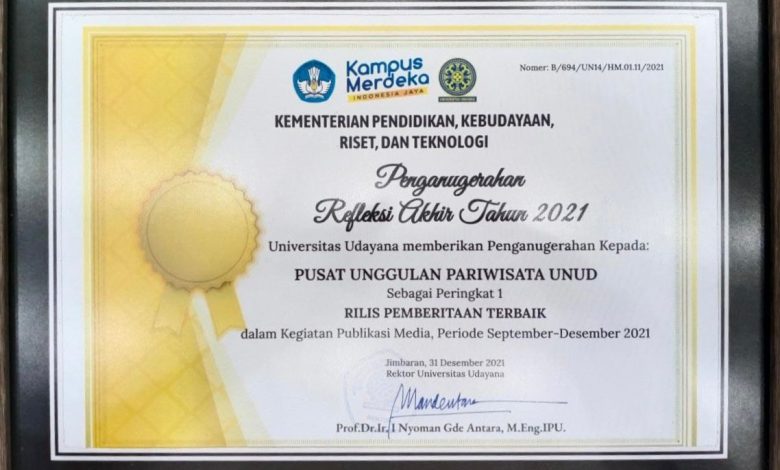 Kampus
Merdeka
INDONESIA JAYA
Nomor: B/694/UN14/HM.01.11/2021
KEMENTERIAN PENDIDIKAN, KEBUDAYAAN,
RISET, DAN TEKNOLOGI
Penganugerahan
Refleksi Akhir Tahun 2021
Universitas Udayana memberikan Penganugerahan Kepada:
PUSAT UNGGULAN PARIWISATA UNUD
Sebagai Peringkat 1
RILIS PEMBERITAAN TERBAIK
dalam Kegiatan Publikasi Media, Periode September-Desember 2021
Jimbaran, 31 Desember 2021
Rektor Universitas Udayana
Prof.Dr.Ir. I Nyoman Gde Antara, M.Eng.IPU.